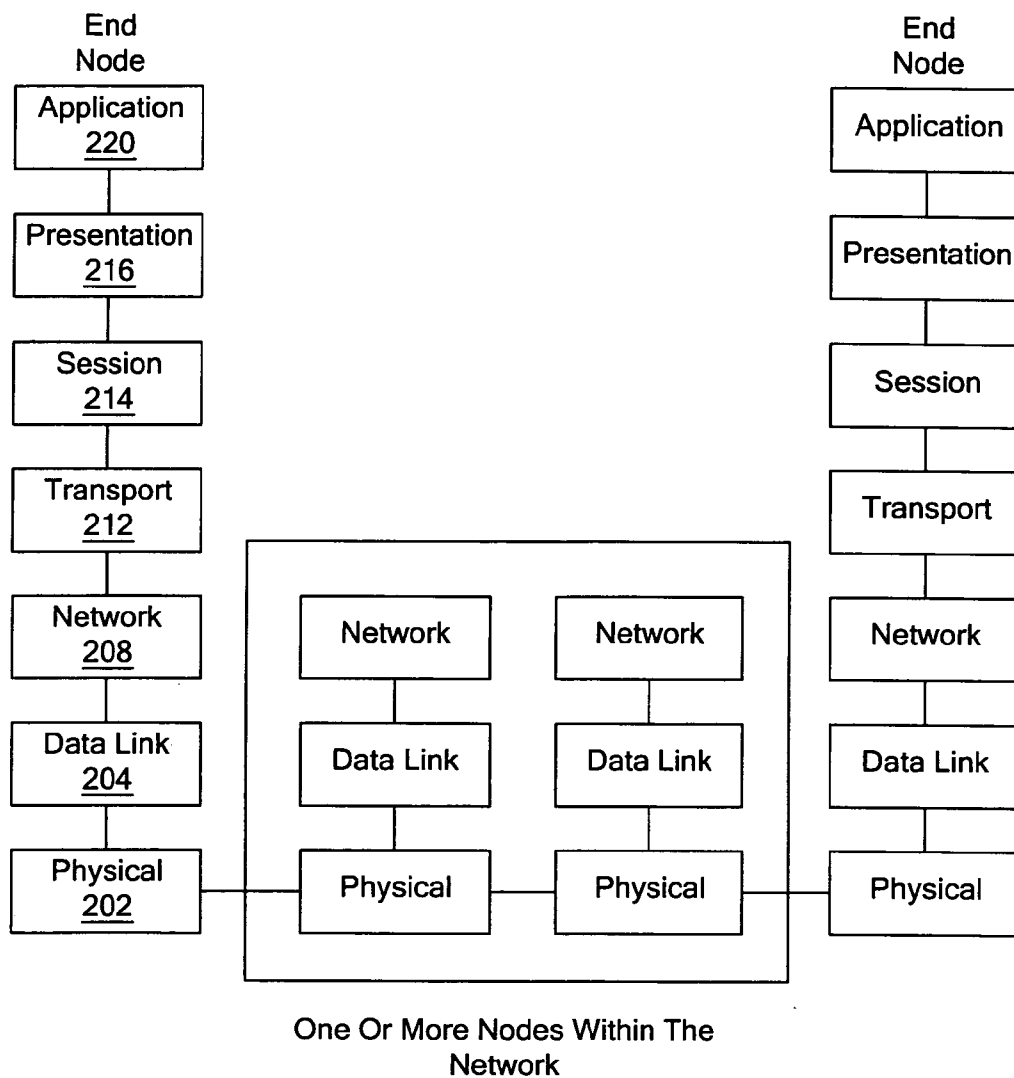 End
Node
Application
220
Presentation
216
Session
214
Transport
212
Network
208
Data Link
204
Physical
202
Network
Data Link
Physical
Network
Data Link
Physical
One Or More Nodes Within The
Network
End
Node
Application
Presentation
Session
Transport
Network
Data Link
Physical